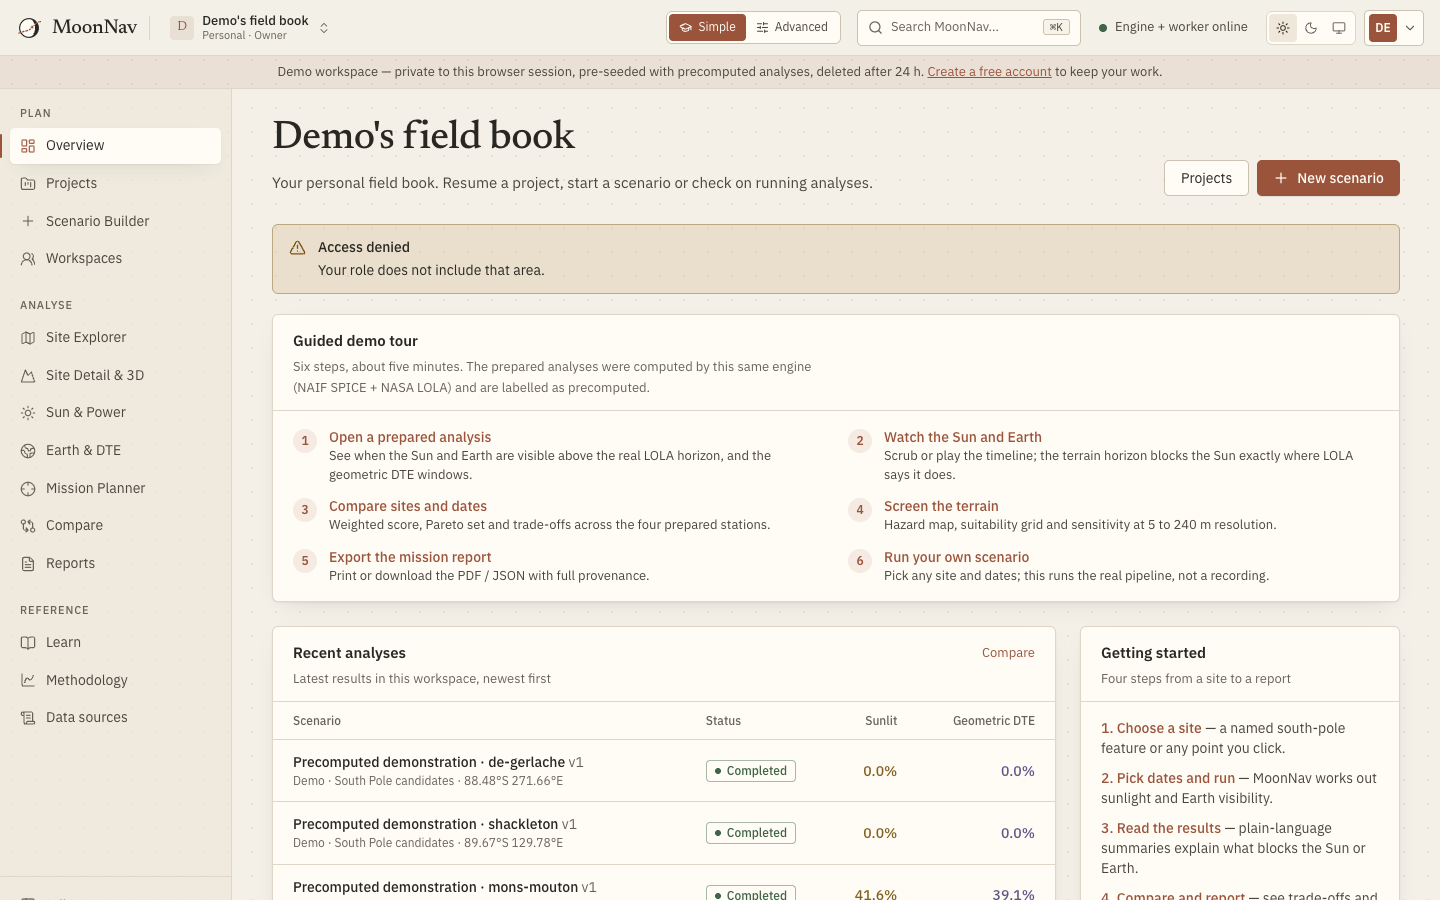 MoonNav
D
Demo's field book
Personal · Owner
Simple
Advanced
Search MoonNav...
⌘K
Engine + worker online
DE
Demo workspace — private to this browser session, pre-seeded with precomputed analyses, deleted after 24 h. Create a free account to keep your work.
PLAN
Overview
Projects
Scenario Builder
Workspaces
ANALYSE
Site Explorer
Site Detail & 3D
Sun & Power
Earth & DTE
Mission Planner
Compare
Reports
REFERENCE
Learn
Methodology
Data sources
Demo's field book
Your personal field book. Resume a project, start a scenario or check on running analyses.
Projects
New scenario
Access denied
Your role does not include that area.
Guided demo tour
Six steps, about five minutes. The prepared analyses were computed by this same engine
(NAIF SPICE + NASA LOLA) and are labelled as precomputed.
1
Open a prepared analysis
See when the Sun and Earth are visible above the real LOLA horizon, and the
geometric DTE windows.
2
Watch the Sun and Earth
Scrub or play the timeline; the terrain horizon blocks the Sun exactly where LOLA
says it does.
3
Compare sites and dates
Weighted score, Pareto set and trade-offs across the four prepared stations.
4
Screen the terrain
Hazard map, suitability grid and sensitivity at 5 to 240 m resolution.
5
Export the mission report
Print or download the PDF / JSON with full provenance.
6
Run your own scenario
Pick any site and dates; this runs the real pipeline, not a recording.
Recent analyses
Compare
Latest results in this workspace, newest first
Scenario Status Sunlit Geometric DTE
Precomputed demonstration · de-gerlache v1
Demo · South Pole candidates · 88.48°S 271.66°E
Completed 0.0% 0.0%
Precomputed demonstration · shackleton v1
Demo · South Pole candidates · 89.67°S 129.78°E
Completed 0.0% 0.0%
Precomputed demonstration · mons-mouton v1
Completed 41.6% 39.1%
Getting started
Four steps from a site to a report
1. Choose a site — a named south-pole
feature or any point you click.
2. Pick dates and run — MoonNav works out
sunlight and Earth visibility.
3. Read the results — plain-language
summaries explain what blocks the Sun or
Earth.
4. Compare and report — see trade-offs and